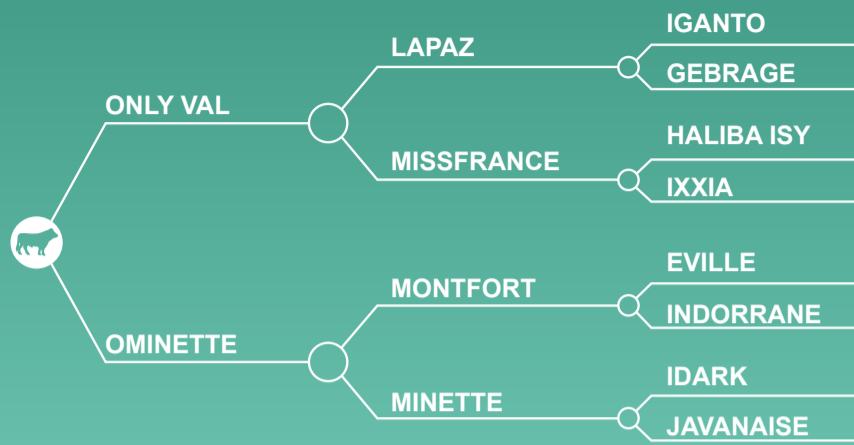 IGANTO
LAPAZ
GEBRAGE
ONLY VAL
HALIBA ISY
MISSFRANCE
IXXIA
EVILLE
MONTFORT
INDORRANE
OMINETTE
IDARK
MINETTE
JAVANAISE